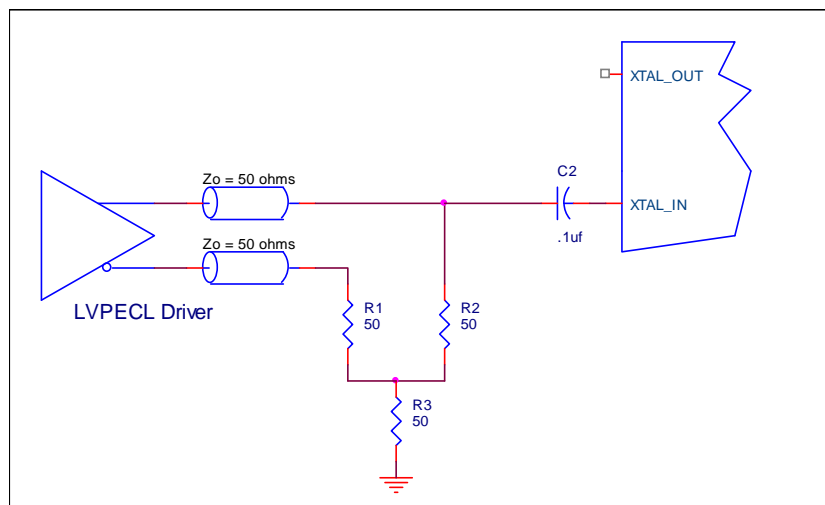 XTAL_OUT
Zo = 50 ohms
C2
XTAL_IN
.1uf
Zo = 50 ohms
LVPECL Driver
R1
50
R2
50
R3
50